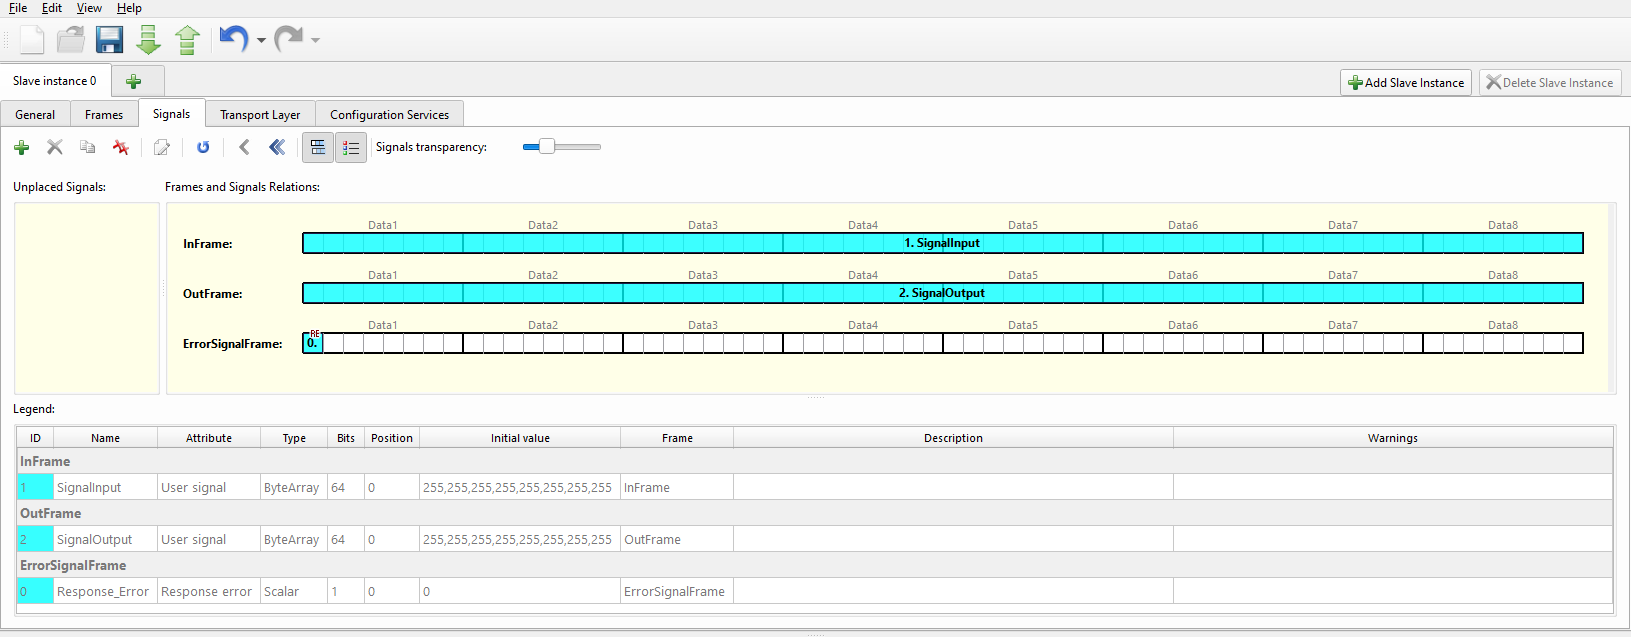 File Edit View Help
Slave instance 0 Add Slave Instance Delete Slave Instance
General Frames Signals Transport Layer Configuration Services
Signals transparency:
Unplaced Signals: Frames and Signals Relations:
Data1 Data2 Data3 Data4 Data5 Data6 Data7 Data8
InFrame: 1. SignalInput
Data1 Data2 Data3 Data4 Data5 Data6 Data7 Data8
OutFrame: 2. SignalOutput
Data1 Data2 Data3 Data4 Data5 Data6 Data7 Data8
RE
ErrorSignalFrame: 0.
Legend:
ID Name Attribute Type Bits Position Initial value Frame Description Warnings
InFrame
1 SignalInput User signal ByteArray 64 0 255,255,255,255,255,255,255,255 InFrame
OutFrame
2 SignalOutput User signal ByteArray 64 0 255,255,255,255,255,255,255,255 OutFrame
ErrorSignalFrame
0 Response_Error Response error Scalar 1 0 0 ErrorSignalFrame